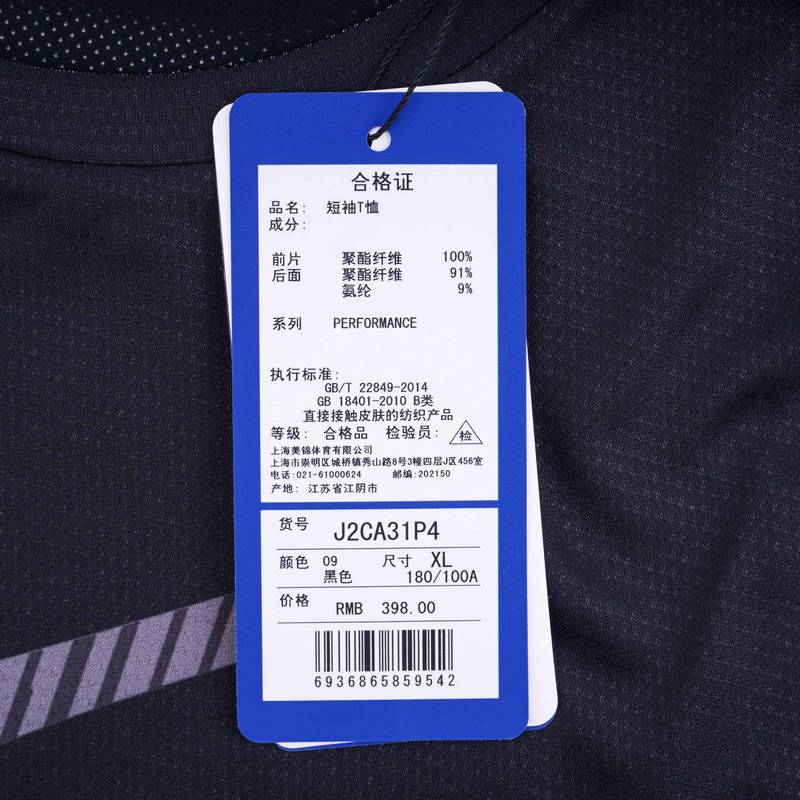 合格证
品名: 短袖T恤
成分:
前片 聚酯纤维 100%
后面 聚酯纤维 91%
氨纶 9%
系列 PERFORMANCE
执行标准:
GB/T 22849-2014
GB 18401-2010 B类
直接接触皮肤的纺织产品
等级: 合格品 检验员: 检
上海美锦体育有限公司
上海市崇明区城桥镇秀山路8号3幢四层J区456室
电话:021-61000624 邮编:202150
产地: 江苏省江阴市
货号 J2CA31P4
颜色 09 尺寸 XL
黑色 180/100A
价格 RMB 398.00
6936865859542